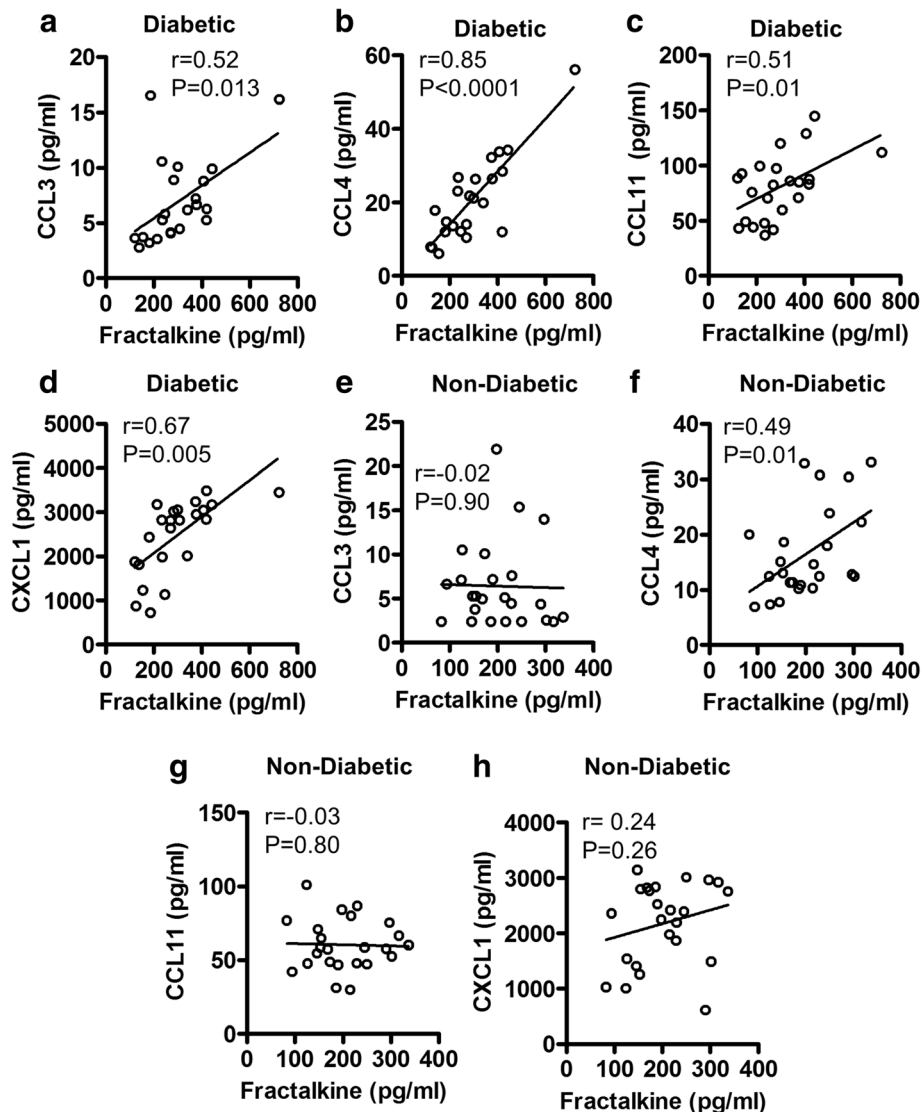 a
Diabetic
r=0.52
P=0.013
20
15
10
5
0
CCL3 (pg/ml)
0 200 400 600 800
Fractalkine (pg/ml)
b
Diabetic
r=0.85
P<0.0001
60
40
20
0
CCL4 (pg/ml)
0 200 400 600 800
Fractalkine (pg/ml)
c
Diabetic
r=0.51
P=0.01
200
150
100
50
0
CCL11 (pg/ml)
0 200 400 600 800
Fractalkine (pg/ml)
d
Diabetic
r=0.67
P=0.005
5000
4000
3000
2000
1000
0
CXCL1 (pg/ml)
0 200 400 600 800
Fractalkine (pg/ml)
e
Non-Diabetic
r=-0.02
P=0.90
25
20
15
10
5
0
CCL3 (pg/ml)
0 100 200 300 400
Fractalkine (pg/ml)
f
Non-Diabetic
r=0.49
P=0.01
40
30
20
10
0
CCL4 (pg/ml)
0 100 200 300 400
Fractalkine (pg/ml)
g
Non-Diabetic
r=-0.03
P=0.80
150
100
50
0
CCL11 (pg/ml)
0 100 200 300 400
Fractalkine (pg/ml)
h
Non-Diabetic
r= 0.24
P=0.26
4000
3000
2000
1000
0
CXCL1 (pg/ml)
0 100 200 300 400
Fractalkine (pg/ml)